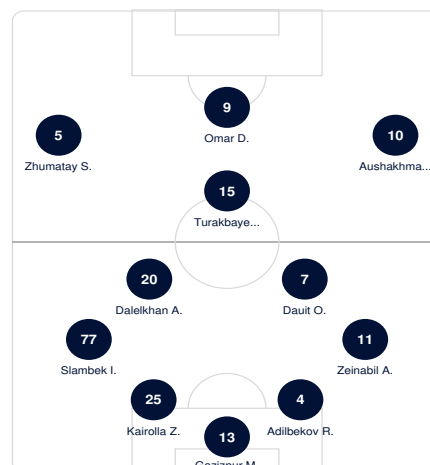 9
Omar D.
5
Zhumatay S.
10
Aushakhma...
15
Turakbaye...
20
Dalelkhan A.
7
Dauit O.
77
Slambek I.
11
Zeinabil A.
25
Kairolla Z.
4
Adilbekov R.
13